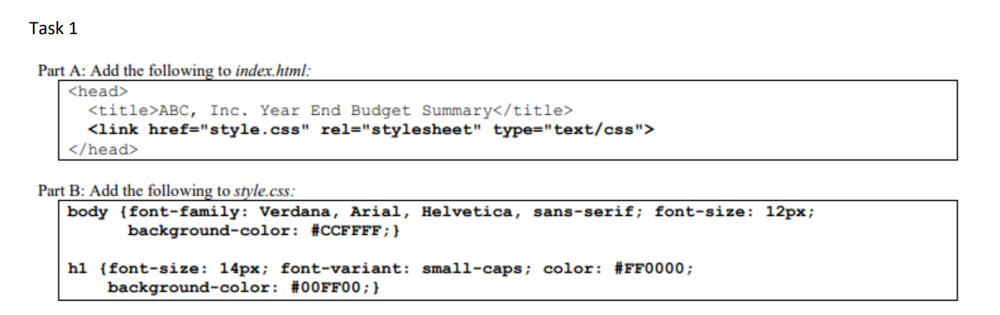 Task 1
Part A: Add the following to index.html:
<head>
<title>ABC, Inc. Year End Budget Summary</title>
<link href="style.css" rel="stylesheet" type="text/css">
</head>
Part B: Add the following to style.css:
body {font-family: Verdana, Arial, Helvetica, sans-serif; font-size: 12px;
background-color: #CCFFFF;}
h1 {font-size: 14px; font-variant: small-caps; color: #FF0000;
background-color: #00FF00;}